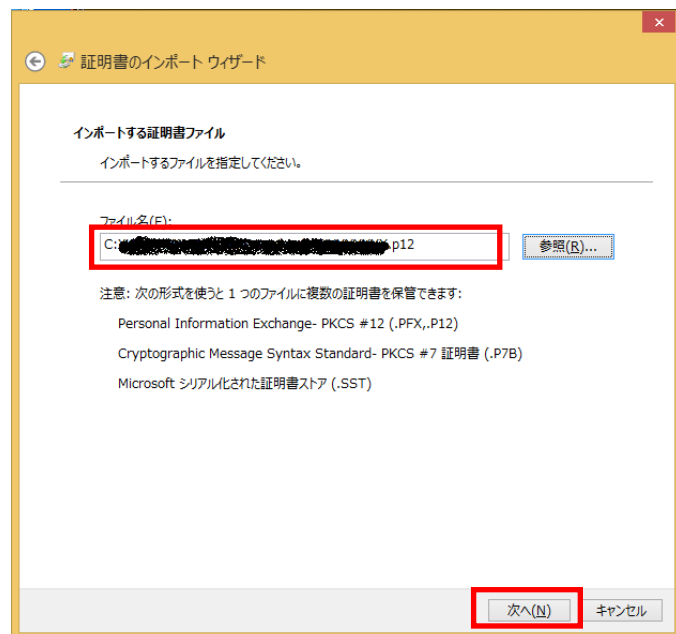 証明書のインポート ウィザード
インポートする証明書ファイル
インポートするファイルを指定してください。
ファイル名(F):
C: .p12
参照(R)...
注意: 次の形式を使うと 1 つのファイルに複数の証明書を保管できます:
Personal Information Exchange- PKCS #12 (.PFX,.P12)
Cryptographic Message Syntax Standard- PKCS #7 証明書 (.P7B)
Microsoft シリアル化された証明書ストア (.SST)
次へ(N)
キャンセル